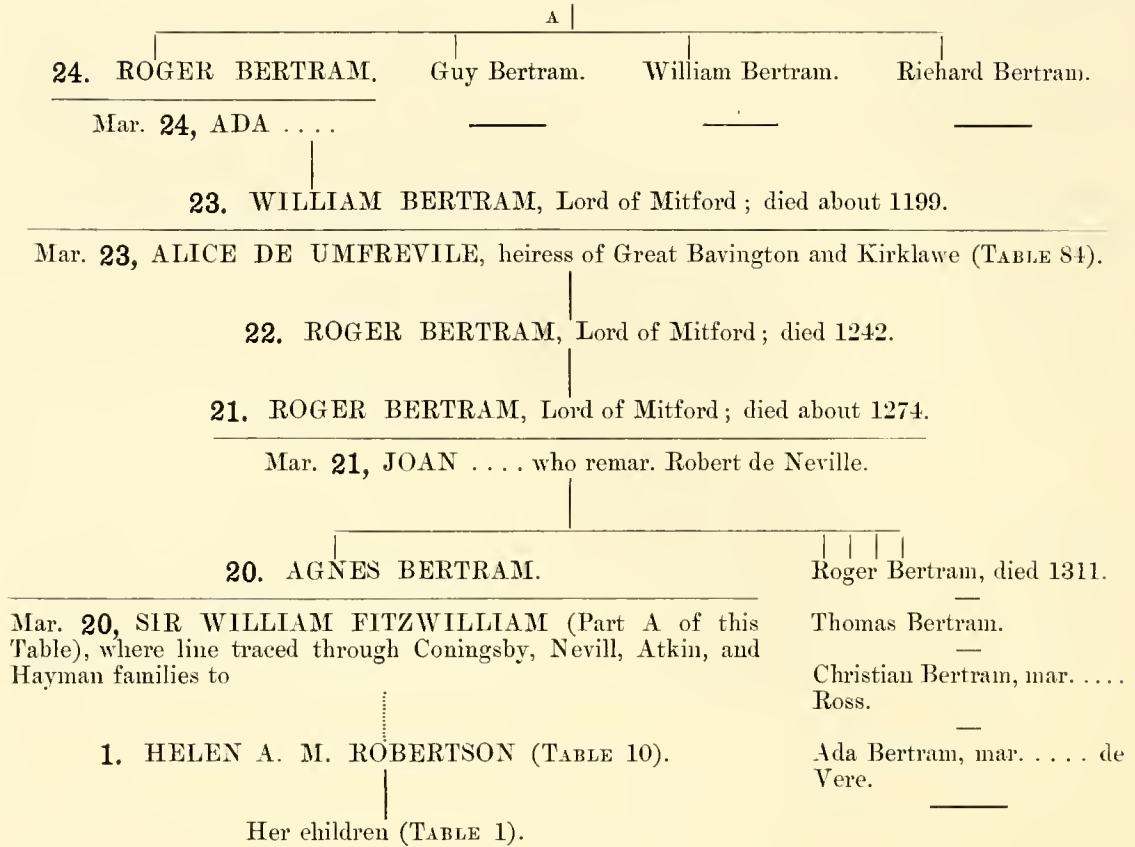 A
24. ROGER BERTRAM. Guy Bertram. William Bertram. Richard Bertram.
Mar. 24, ADA ....
23. WILLIAM BERTRAM, Lord of Mitford ; died about 1199.
Mar. 23, ALICE DE UMFREVILE, heiress of Great Bavington and Kirklawe (TABLE 84).
22. ROGER BERTRAM, Lord of Mitford ; died 1242.
21. ROGER BERTRAM, Lord of Mitford ; died about 1274.
Mar. 21, JOAN .... who remar. Robert de Neville.
20. AGNES BERTRAM.
Mar. 20, SIR WILLIAM FITZWILLIAM (Part A of this
Table), where line traced through Coningsby, Nevill, Atkin, and
Hayman families to
1. HELEN A. M. ROBERTSON (TABLE 10).
Her children (TABLE 1).
Roger Bertram, died 1311.
Thomas Bertram.
Christian Bertram, mar. ....
Ross.
Ada Bertram, mar. .... de
Vere.